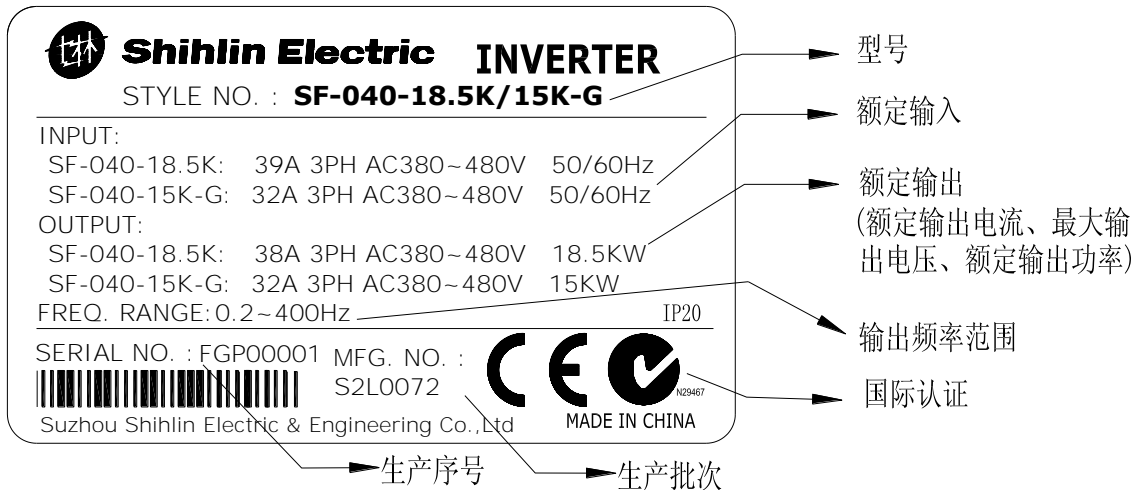 士林 Shihlin Electric INVERTER
STYLE NO. : SF-040-18.5K/15K-G
INPUT:
SF-040-18.5K: 39A 3PH AC380~480V 50/60Hz
SF-040-15K-G: 32A 3PH AC380~480V 50/60Hz
OUTPUT:
SF-040-18.5K: 38A 3PH AC380~480V 18.5KW
SF-040-15K-G: 32A 3PH AC380~480V 15KW
FREQ. RANGE:0.2~400Hz IP20
SERIAL NO. :FGP00001 MFG. NO. :
S2L0072
CE
N29467
Suzhou Shihlin Electric & Engineering Co.,Ltd MADE IN CHINA
型号
额定输入
额定输出
(额定输出电流、最大输
出电压、额定输出功率)
输出频率范围
国际认证
生产序号
生产批次